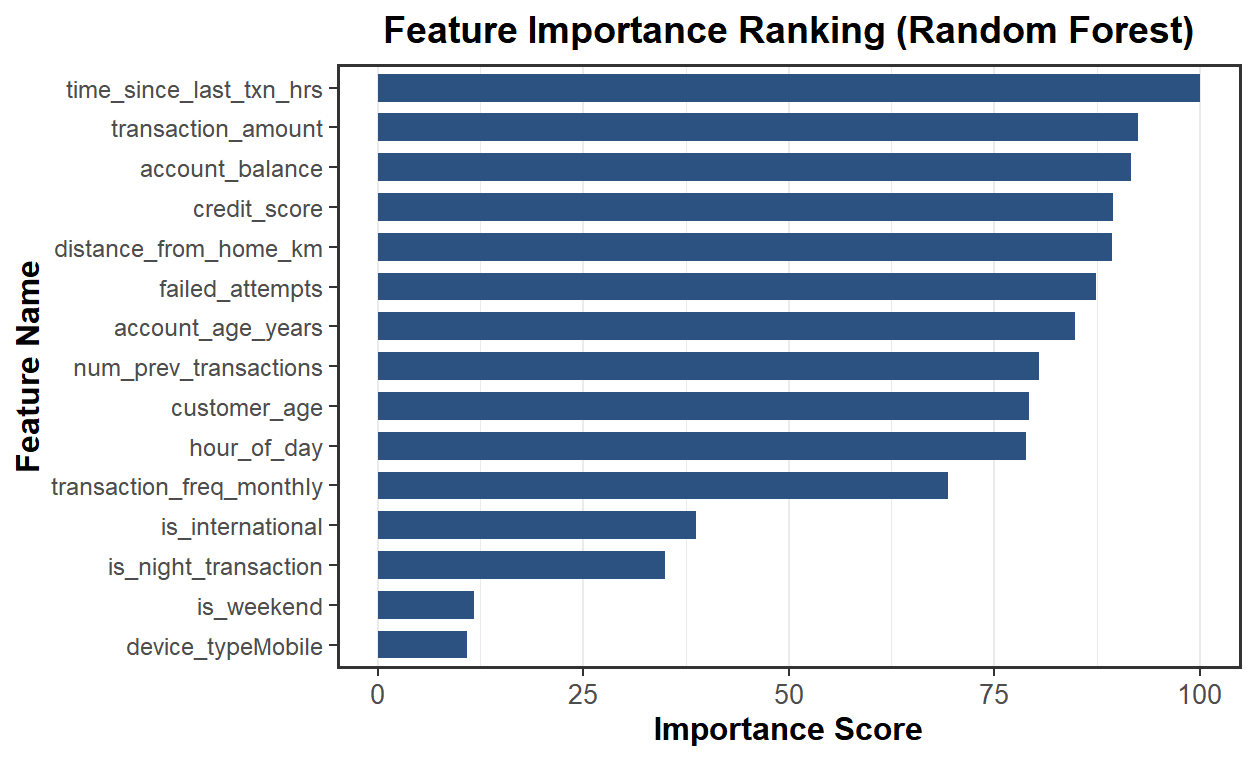 Feature Importance Ranking (Random Forest)
Feature Name
time_since_last_txn_hrs
transaction_amount
account_balance
credit_score
distance_from_home_km
failed_attempts
account_age_years
num_prev_transactions
customer_age
hour_of_day
transaction_freq_monthly
is_international
is_night_transaction
is_weekend
device_typeMobile
0 25 50 75 100
Importance Score